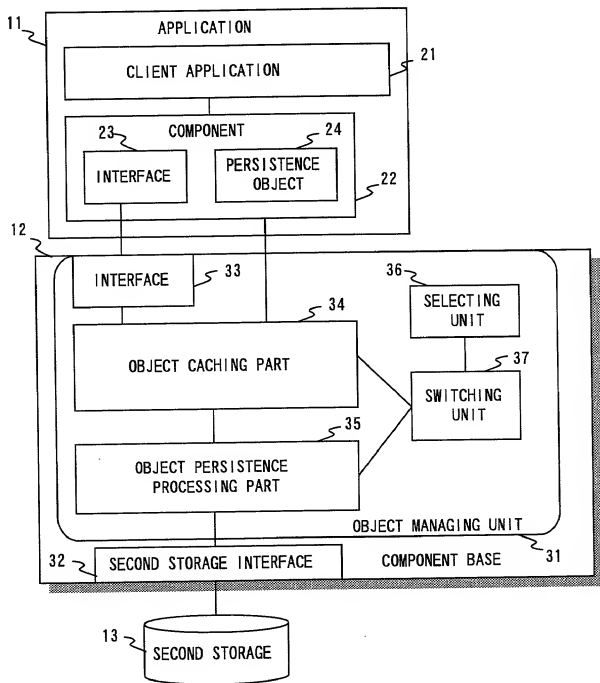 11
APPLICATION
CLIENT APPLICATION
21
23
COMPONENT
24
INTERFACE
PERSISTENCE
OBJECT
22
12
INTERFACE
33
34
36
SELECTING
UNIT
OBJECT CACHING PART
37
SWITCHING
UNIT
35
OBJECT PERSISTENCE
PROCESSING PART
OBJECT MANAGING UNIT
31
32
SECOND STORAGE INTERFACE
COMPONENT BASE
13
SECOND STORAGE